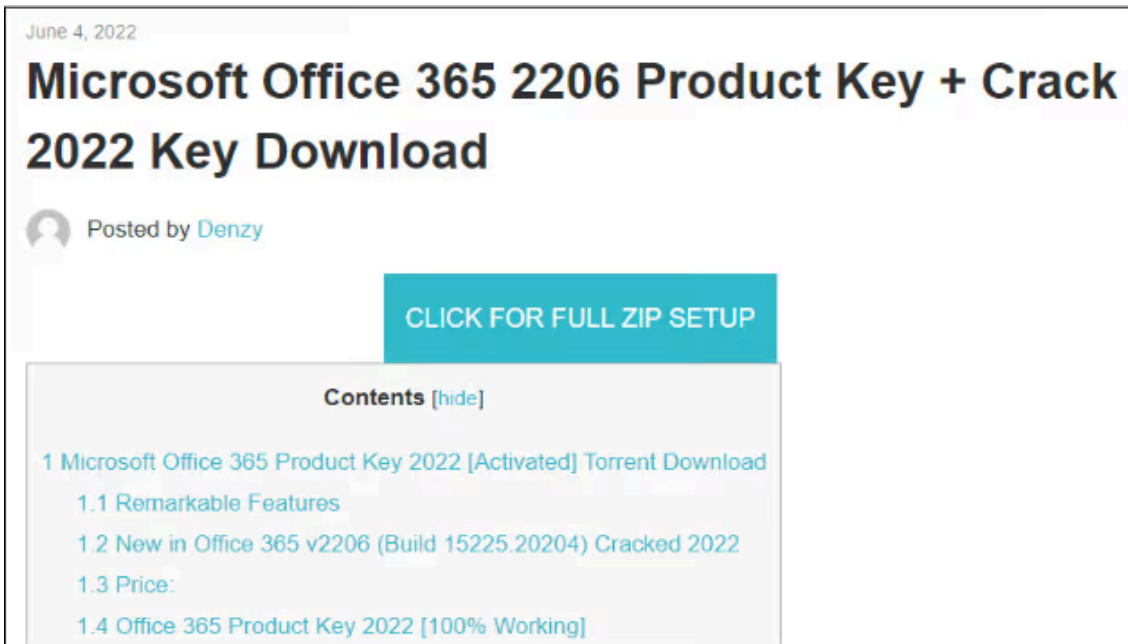 June 4, 2022
Microsoft Office 365 2206 Product Key + Crack
2022 Key Download
Posted by Denzy
CLICK FOR FULL ZIP SETUP
Contents [hide]
1 Microsoft Office 365 Product Key 2022 [Activated] Torrent Download
1.1 Remarkable Features
1.2 New in Office 365 v2206 (Build 15225.20204) Cracked 2022
1.3 Price:
1.4 Office 365 Product Key 2022 [100% Working]